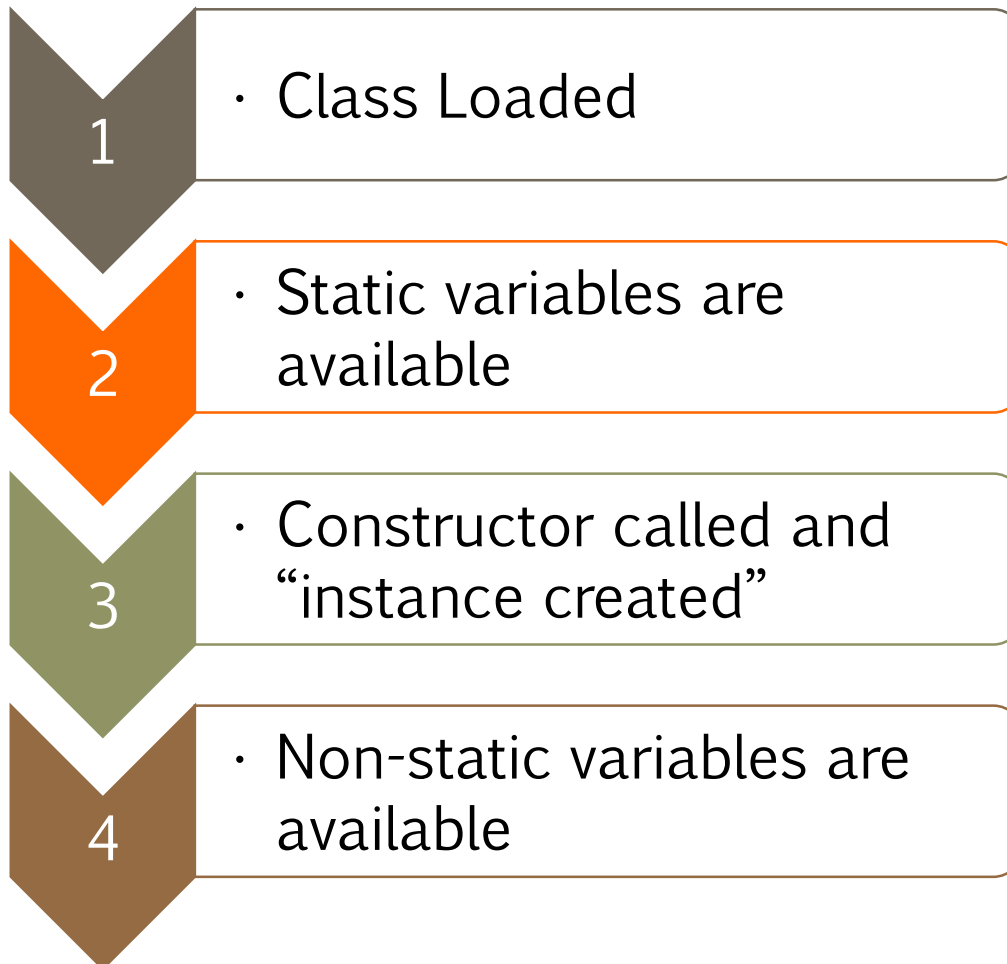 1
· Class Loaded
2
· Static variables are
available
3
· Constructor called and
“instance created”
4
· Non-static variables are
available